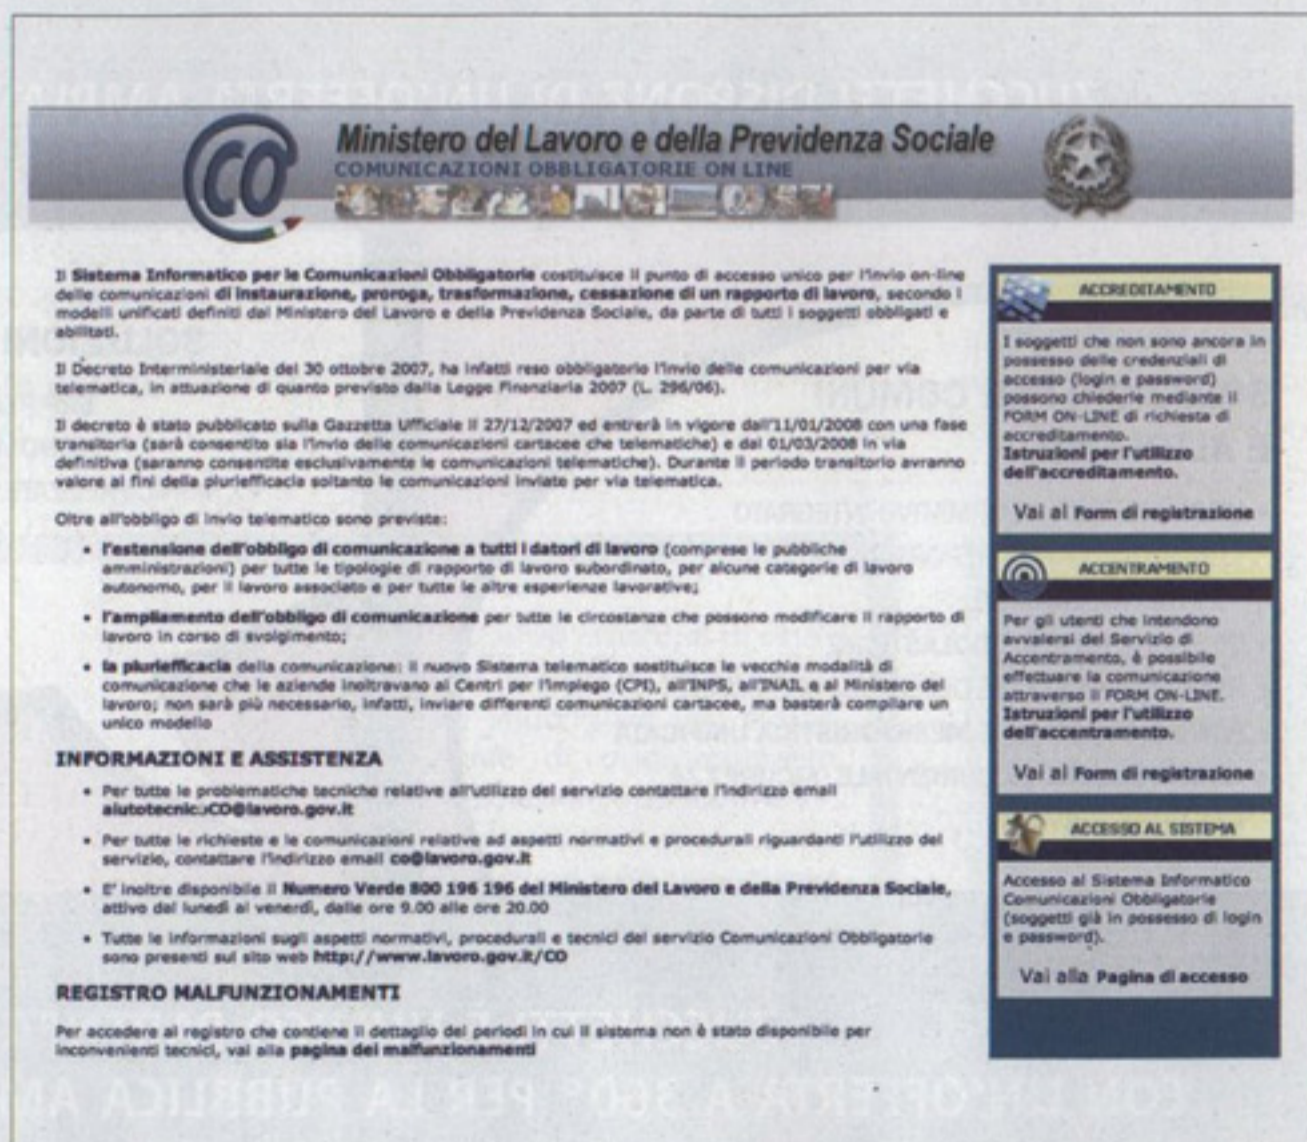 Ministero del Lavoro e della Previdenza Sociale
COMUNICAZIONI OBBLIGATORIE ON LINE
CO
Il Sistema Informatico per le Comunicazioni Obbligatorie costituisce il punto di accesso unico per l'invio on-line
delle comunicazioni di instaurazione, proroga, trasformazione, cessazione di un rapporto di lavoro, secondo i
modelli unificati definiti dal Ministero del Lavoro e della Previdenza Sociale, da parte di tutti i soggetti obbligati e
abilitati.
Il Decreto Interministeriale del 30 ottobre 2007, ha infatti reso obbligatorio l'invio delle comunicazioni per via
telematica, in attuazione di quanto previsto dalla Legge Finanziaria 2007 (L. 296/06).
Il decreto è stato pubblicato sulla Gazzetta Ufficiale il 27/12/2007 ed entrerà in vigore dall'11/01/2008 con una fase
transitoria (sarà consentito sia l'invio delle comunicazioni cartacee che telematiche) e dal 01/03/2008 in via
definitiva (saranno consentite esclusivamente le comunicazioni telematiche). Durante il periodo transitorio avranno
valore ai fini della pluriefficacia soltanto le comunicazioni inviate per via telematica.
Oltre all'obbligo di invio telematico sono previste:
• l'estensione dell'obbligo di comunicazione a tutti i datori di lavoro (comprese le pubbliche
amministrazioni) per tutte le tipologie di rapporto di lavoro subordinato, per alcune categorie di lavoro
autonomo, per il lavoro associato e per tutte le altre esperienze lavorative;
• l'ampliamento dell'obbligo di comunicazione per tutte le circostanze che possono modificare il rapporto di
lavoro in corso di svolgimento;
• la pluriefficacia della comunicazione: il nuovo Sistema telematico sostituisce le vecchie modalità di
comunicazione che le aziende inoltravano ai Centri per l'Impiego (CPI), all'INPS, all'INAIL e al Ministero del
lavoro; non sarà più necessario, infatti, inviare differenti comunicazioni cartacee, ma basterà compilare un
unico modello
INFORMAZIONI E ASSISTENZA
• Per tutte le problematiche tecniche relative all'utilizzo del servizio contattare l'indirizzo email
aiutotecnicoCO@lavoro.gov.it
• Per tutte le richieste e le comunicazioni relative ad aspetti normativi e procedurali riguardanti l'utilizzo del
servizio, contattare l'indirizzo email co@lavoro.gov.it
• E' inoltre disponibile il Numero Verde 800 196 196 del Ministero del Lavoro e della Previdenza Sociale,
attivo dal lunedì al venerdì, dalle ore 9.00 alle ore 20.00
• Tutte le informazioni sugli aspetti normativi, procedurali e tecnici del servizio Comunicazioni Obbligatorie
sono presenti sul sito web http://www.lavoro.gov.it/CO
REGISTRO MALFUNZIONAMENTI
Per accedere al registro che contiene il dettaglio dei periodi in cui il sistema non è stato disponibile per
inconvenienti tecnici, vai alla pagina dei malfunzionamenti
ACCREDITAMENTO
I soggetti che non sono ancora in
possesso delle credenziali di
accesso (login e password)
possono chiederle mediante il
FORM ON-LINE di richiesta di
accreditamento.
Istruzioni per l'utilizzo
dell'accreditamento.
Vai al Form di registrazione
ACCENTRAMENTO
Per gli utenti che intendono
avvalersi del Servizio di
Accentramento, è possibile
effettuare la comunicazione
attraverso il FORM ON-LINE.
Istruzioni per l'utilizzo
dell'accentramento.
Vai al Form di registrazione
ACCESSO AL SISTEMA
Accesso al Sistema Informatico
Comunicazioni Obbligatorie
(soggetti già in possesso di login
e password).
Vai alla Pagina di accesso